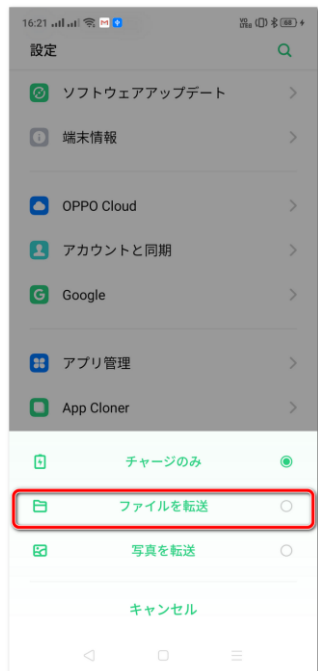 16:21
設定
ソフトウェアアップデート
端末情報
OPPO Cloud
アカウントと同期
Google
アプリ管理
App Cloner
チャージのみ
ファイルを転送
写真を転送
キャンセル